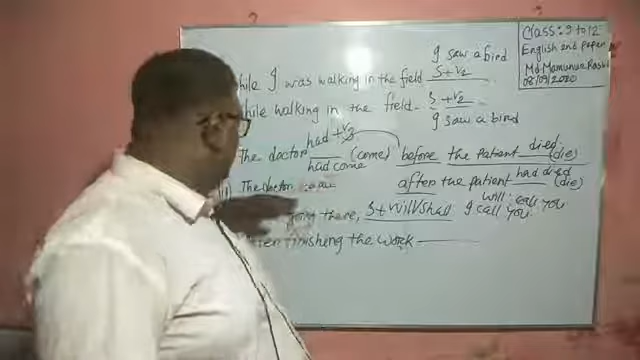 Class: 9 to 12
English 2nd paper
Md. Mamunur Rashid
08/09/2020
I saw a bird
hile I was walking in the field S+V2
hile walking in the field S+V2
I saw a bird
had + V3
The doctor (come) before the patient died (die)
had come
The doctor came after the patient had died (die)
will call you
there, S+Will/Shall I call you.
finishing the work